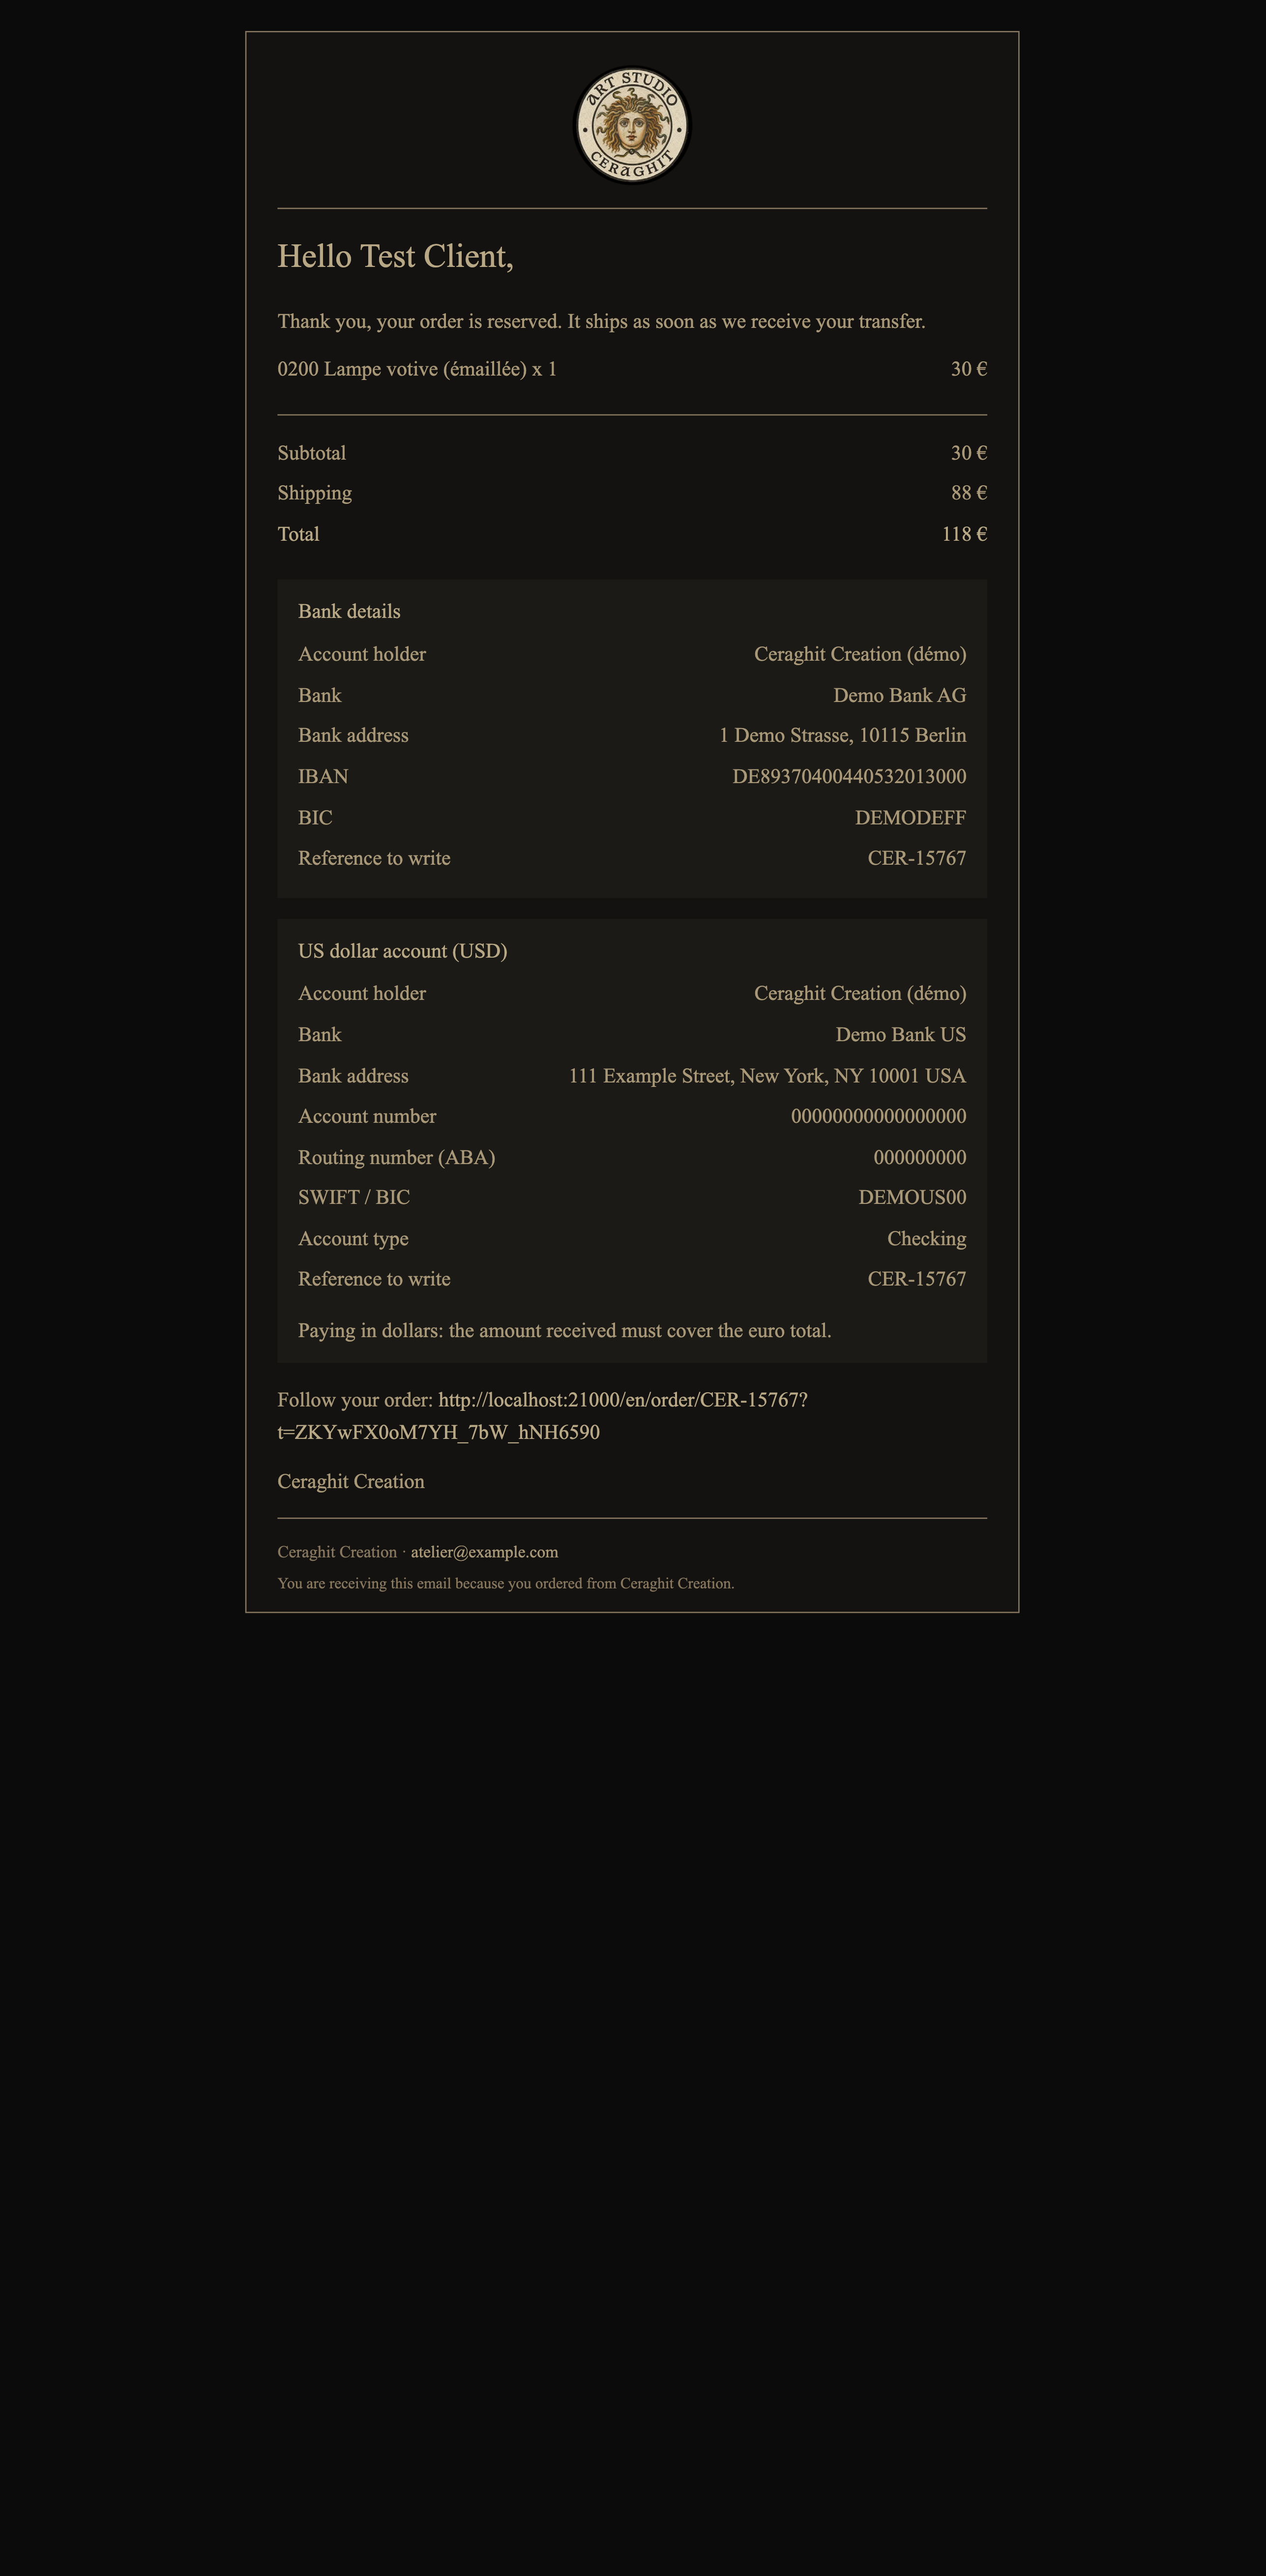 ART STUDIO
CERAGHIT
Hello Test Client,
Thank you, your order is reserved. It ships as soon as we receive your transfer.
0200 Lampe votive (émaillée) x 1 30 €
Subtotal 30 €
Shipping 88 €
Total 118 €
Bank details
Account holder Ceraghit Creation (démo)
Bank Demo Bank AG
Bank address 1 Demo Strasse, 10115 Berlin
IBAN DE89370400440532013000
BIC DEMODEFF
Reference to write CER-15767
US dollar account (USD)
Account holder Ceraghit Creation (démo)
Bank Demo Bank US
Bank address 111 Example Street, New York, NY 10001 USA
Account number 00000000000000000
Routing number (ABA) 000000000
SWIFT / BIC DEMOUS00
Account type Checking
Reference to write CER-15767
Paying in dollars: the amount received must cover the euro total.
Follow your order: http://localhost:21000/en/order/CER-15767?
t=ZKYwFX0oM7YH_7bW_hNH6590
Ceraghit Creation
Ceraghit Creation · atelier@example.com
You are receiving this email because you ordered from Ceraghit Creation.